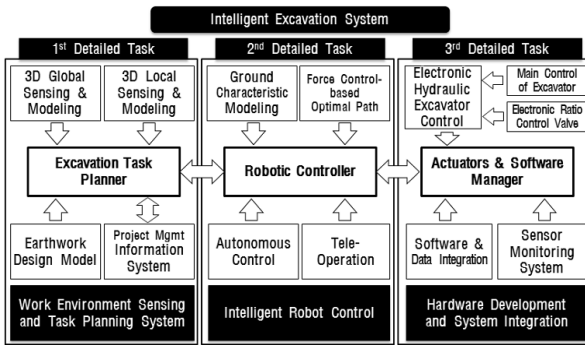 Intelligent Excavation System
1st Detailed Task
3D Global
Sensing &
Modeling
3D Local
Sensing &
Modeling
Excavation Task
Planner
Earthwork
Design Model
Project Mgmt
Information
System
Work Environment Sensing
and Task Planning System
2nd Detailed Task
Ground
Characteristic
Modeling
Force Control-
based
Optimal Path
Robotic Controller
Autonomous
Control
Tele-
Operation
Intelligent Robot Control
3rd Detailed Task
Electronic
Hydraulic
Excavator
Control
Main Control
of Excavator
Electronic Ratio
Control Valve
Actuators & Software
Manager
Software &
Data Integration
Sensor
Monitoring
System
Hardware Development
and System Integration